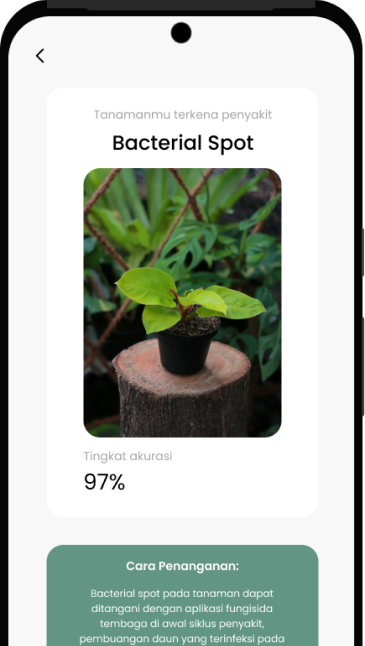 Tanamanmu terkena penyakit
Bacterial Spot
Tingkat akurasi
97%
Cara Penanganan:
Bacterial spot pada tanaman dapat
ditangani dengan aplikasi fungisida
tembaga di awal siklus penyakit,
pembuangan daun yang terinfeksi pada